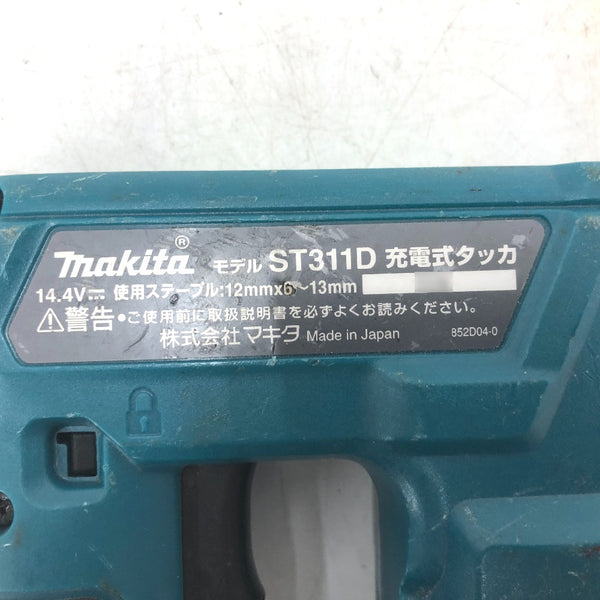 makita® モデル ST311D 充電式タッカ
14.4V⎓ 使用ステープル:12mmx6~13mm
⚠警告・ご使用前に取扱説明書を必ずよくお読みください。
株式会社マキタ Made in Japan 852D04-0